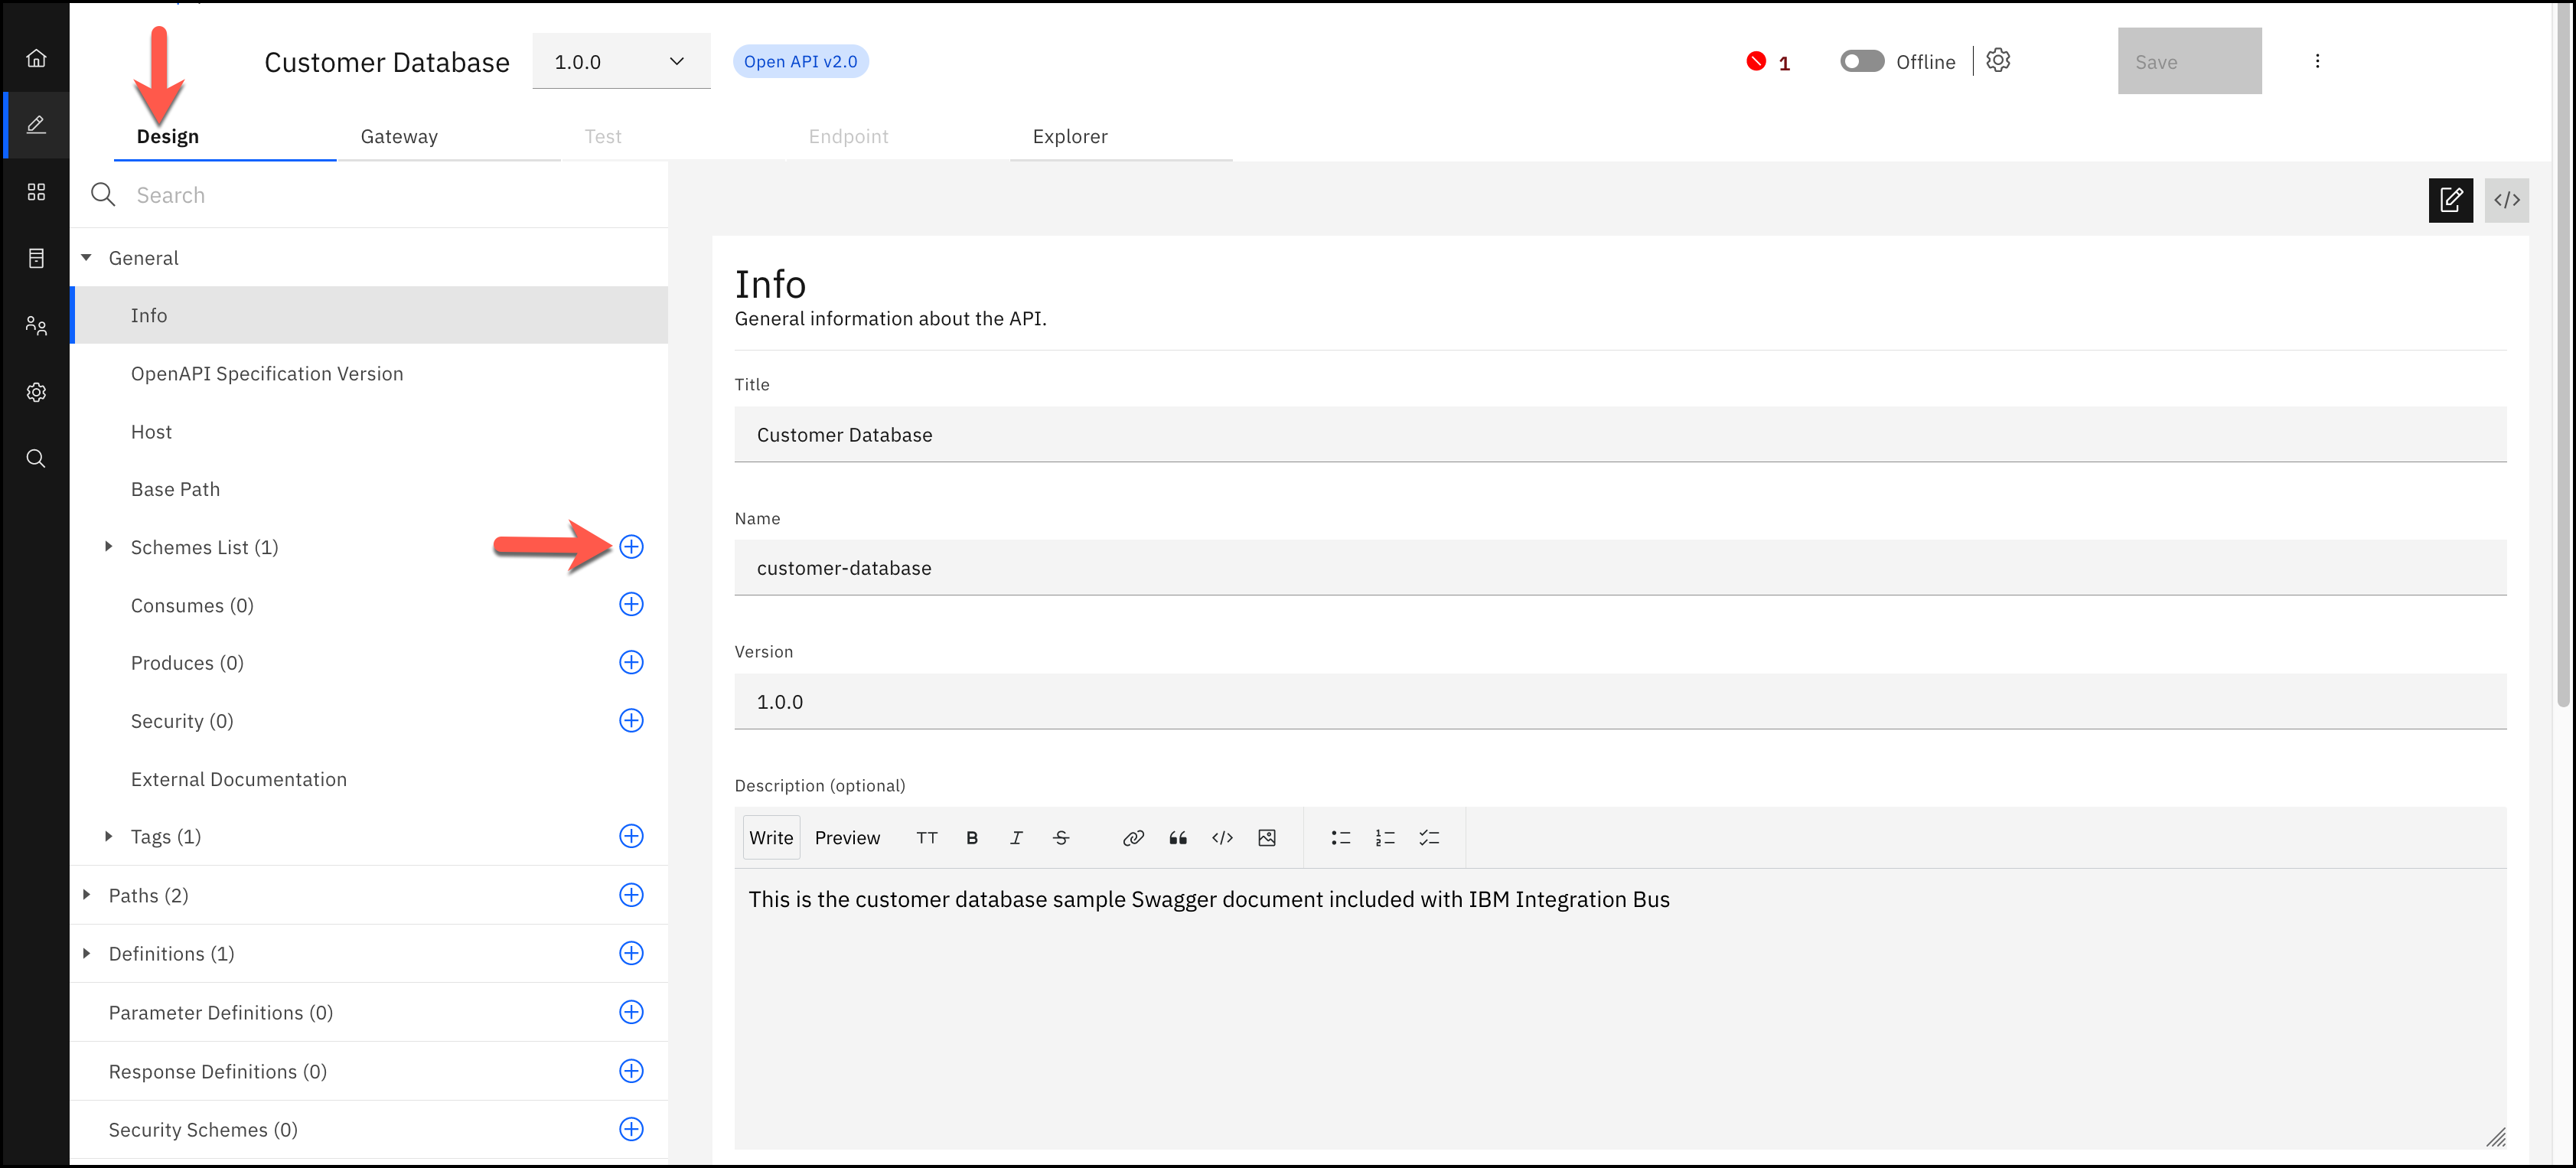 Customer Database
1.0.0
Open API v2.0
1
Offline
Save
Design
Gateway
Test
Endpoint
Explorer
Search
General
Info
OpenAPI Specification Version
Host
Base Path
Schemes List (1)
Consumes (0)
Produces (0)
Security (0)
External Documentation
Tags (1)
Paths (2)
Definitions (1)
Parameter Definitions (0)
Response Definitions (0)
Security Schemes (0)
Info
General information about the API.
Title
Customer Database
Name
customer-database
Version
1.0.0
Description (optional)
Write Preview
This is the customer database sample Swagger document included with IBM Integration Bus